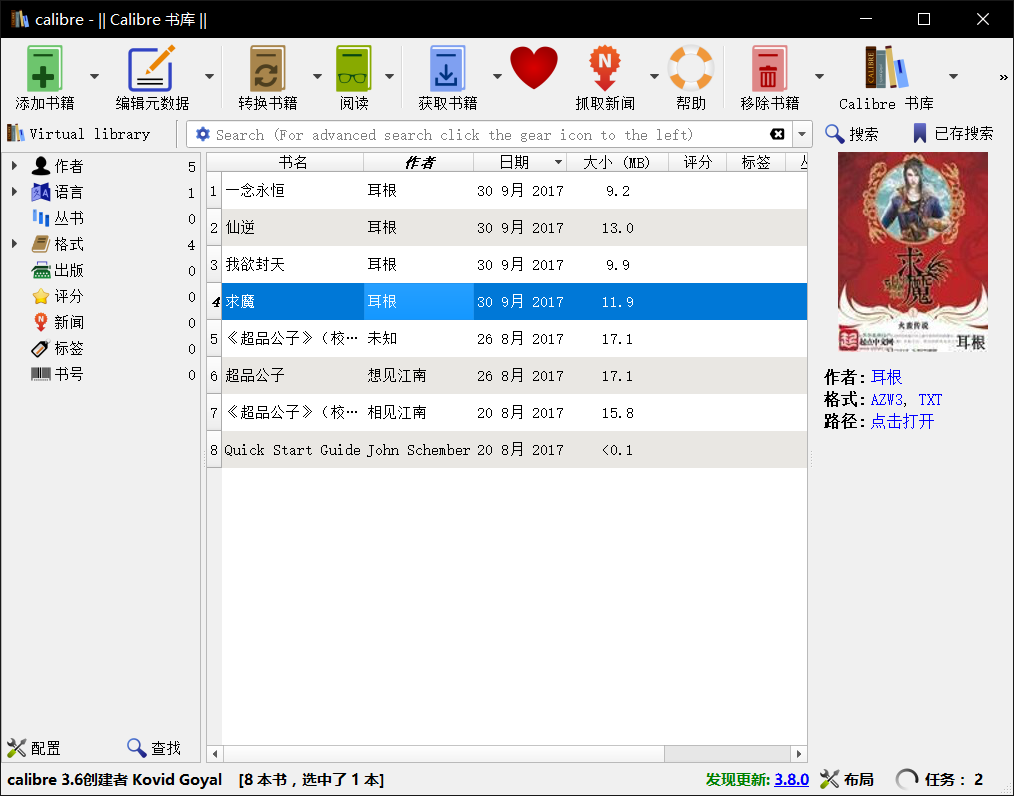 calibre - || Calibre 书库 ||
添加书籍 编辑元数据 转换书籍 阅读 获取书籍 抓取新闻 帮助 移除书籍 Calibre 书库 »
Virtual library Search (For advanced search click the gear icon to the left) 搜索 已存搜索
作者 5
语言 1
丛书 0
格式 4
出版 0
评分 0
新闻 0
标签 0
书号 0
书名 作者 日期 大小 (MB) 评分 标签
1 一念永恒 耳根 30 9月 2017 9.2
2 仙逆 耳根 30 9月 2017 13.0
3 我欲封天 耳根 30 9月 2017 9.9
4 求魔 耳根 30 9月 2017 11.9
5 《超品公子》（校… 未知 26 8月 2017 17.1
6 超品公子 想见江南 26 8月 2017 17.1
7 《超品公子》（校… 相见江南 20 8月 2017 15.8
8 Quick Start Guide John Schember 20 8月 2017 <0.1
求魔
火蛮传说
起点中文网
耳根
作者: 耳根
格式: AZW3, TXT
路径: 点击打开
配置 查找
calibre 3.6创建者 Kovid Goyal [8 本书，选中了 1 本] 发现更新: 3.8.0 布局 任务： 2